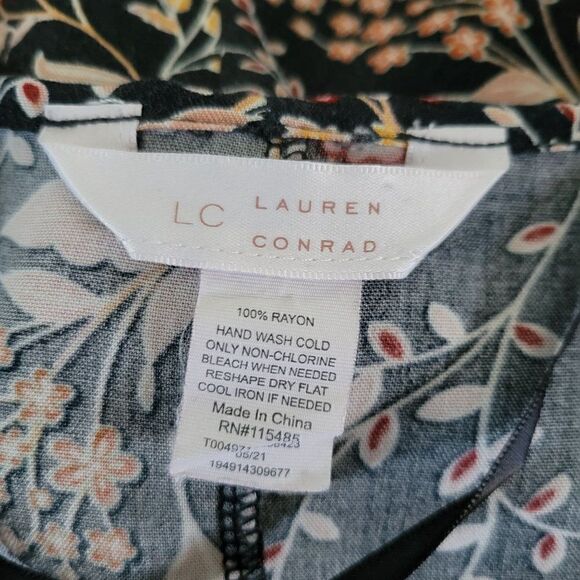 LC LAUREN CONRAD
100% RAYON
HAND WASH COLD
ONLY NON-CHLORINE
BLEACH WHEN NEEDED
RESHAPE DRY FLAT
COOL IRON IF NEEDED
Made In China
RN#115485
05/21
194914309677